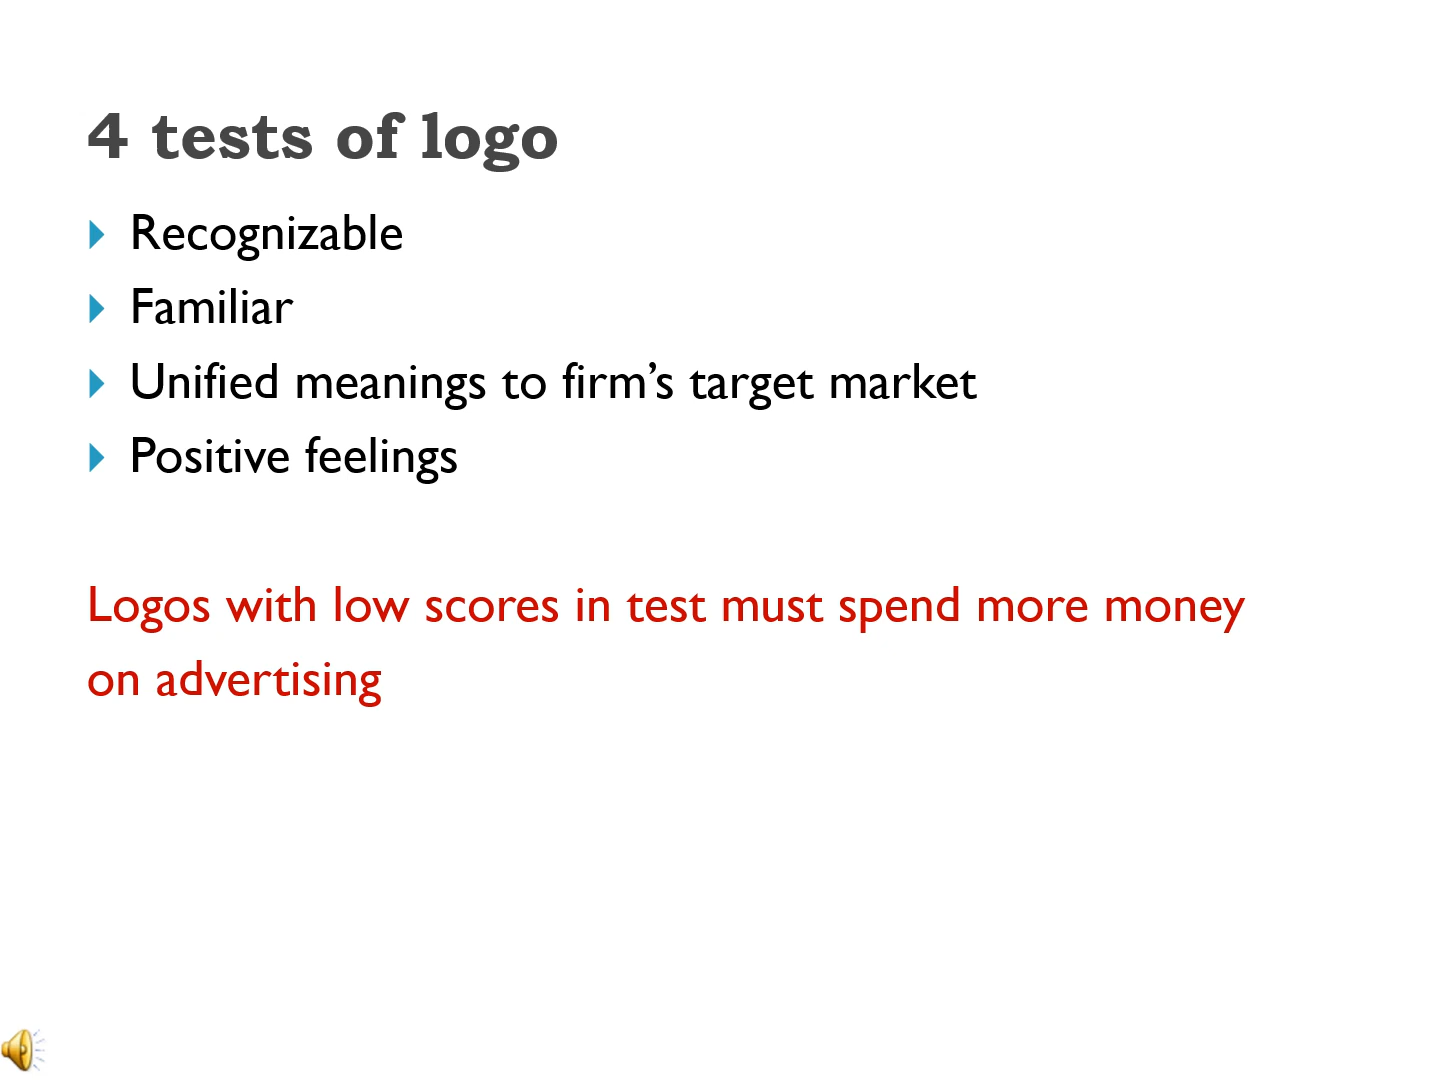 4 tests of logo
Recognizable
Familiar
Unified meanings to firm’s target market
Positive feelings
Logos with low scores in test must spend more money
on advertising